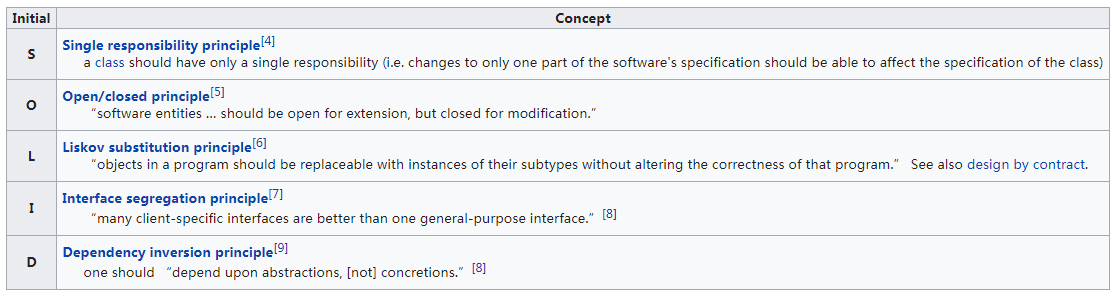 Initial Concept
S
Single responsibility principle[4]
a class should have only a single responsibility (i.e. changes to only one part of the software's specification should be able to affect the specification of the class)
O
Open/closed principle[5]
“software entities ... should be open for extension, but closed for modification.”
L
Liskov substitution principle[6]
“objects in a program should be replaceable with instances of their subtypes without altering the correctness of that program.” See also design by contract.
I
Interface segregation principle[7]
“many client-specific interfaces are better than one general-purpose interface.” [8]
D
Dependency inversion principle[9]
one should “depend upon abstractions, [not] concretions.” [8]